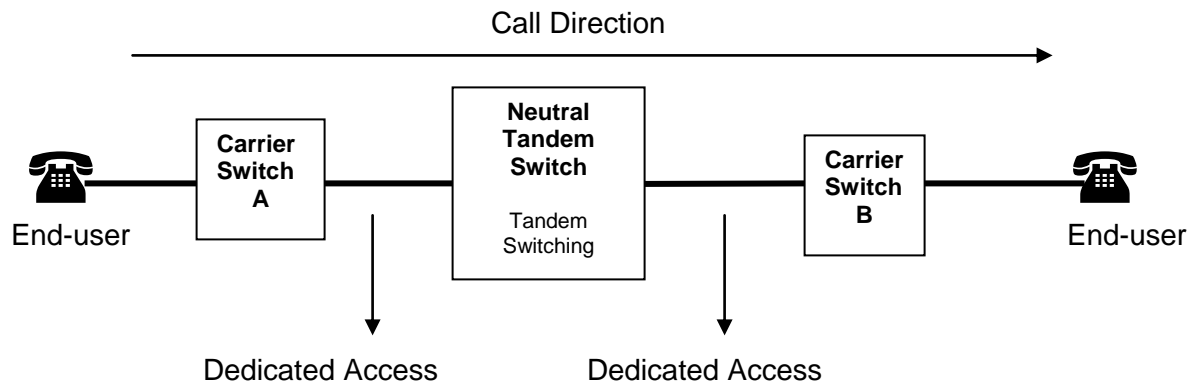 Call Direction
Neutral
Tandem
Switch
Tandem
Switching
Carrier
Switch
A
Carrier
Switch
B
End-user
End-user
Dedicated Access
Dedicated Access